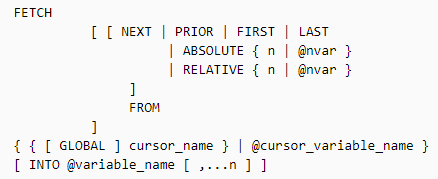 FETCH
[ [ NEXT | PRIOR | FIRST | LAST
| ABSOLUTE { n | @nvar }
| RELATIVE { n | @nvar }
]
FROM
]
{ { [ GLOBAL ] cursor_name } | @cursor_variable_name }
[ INTO @variable_name [ ,...n ] ]